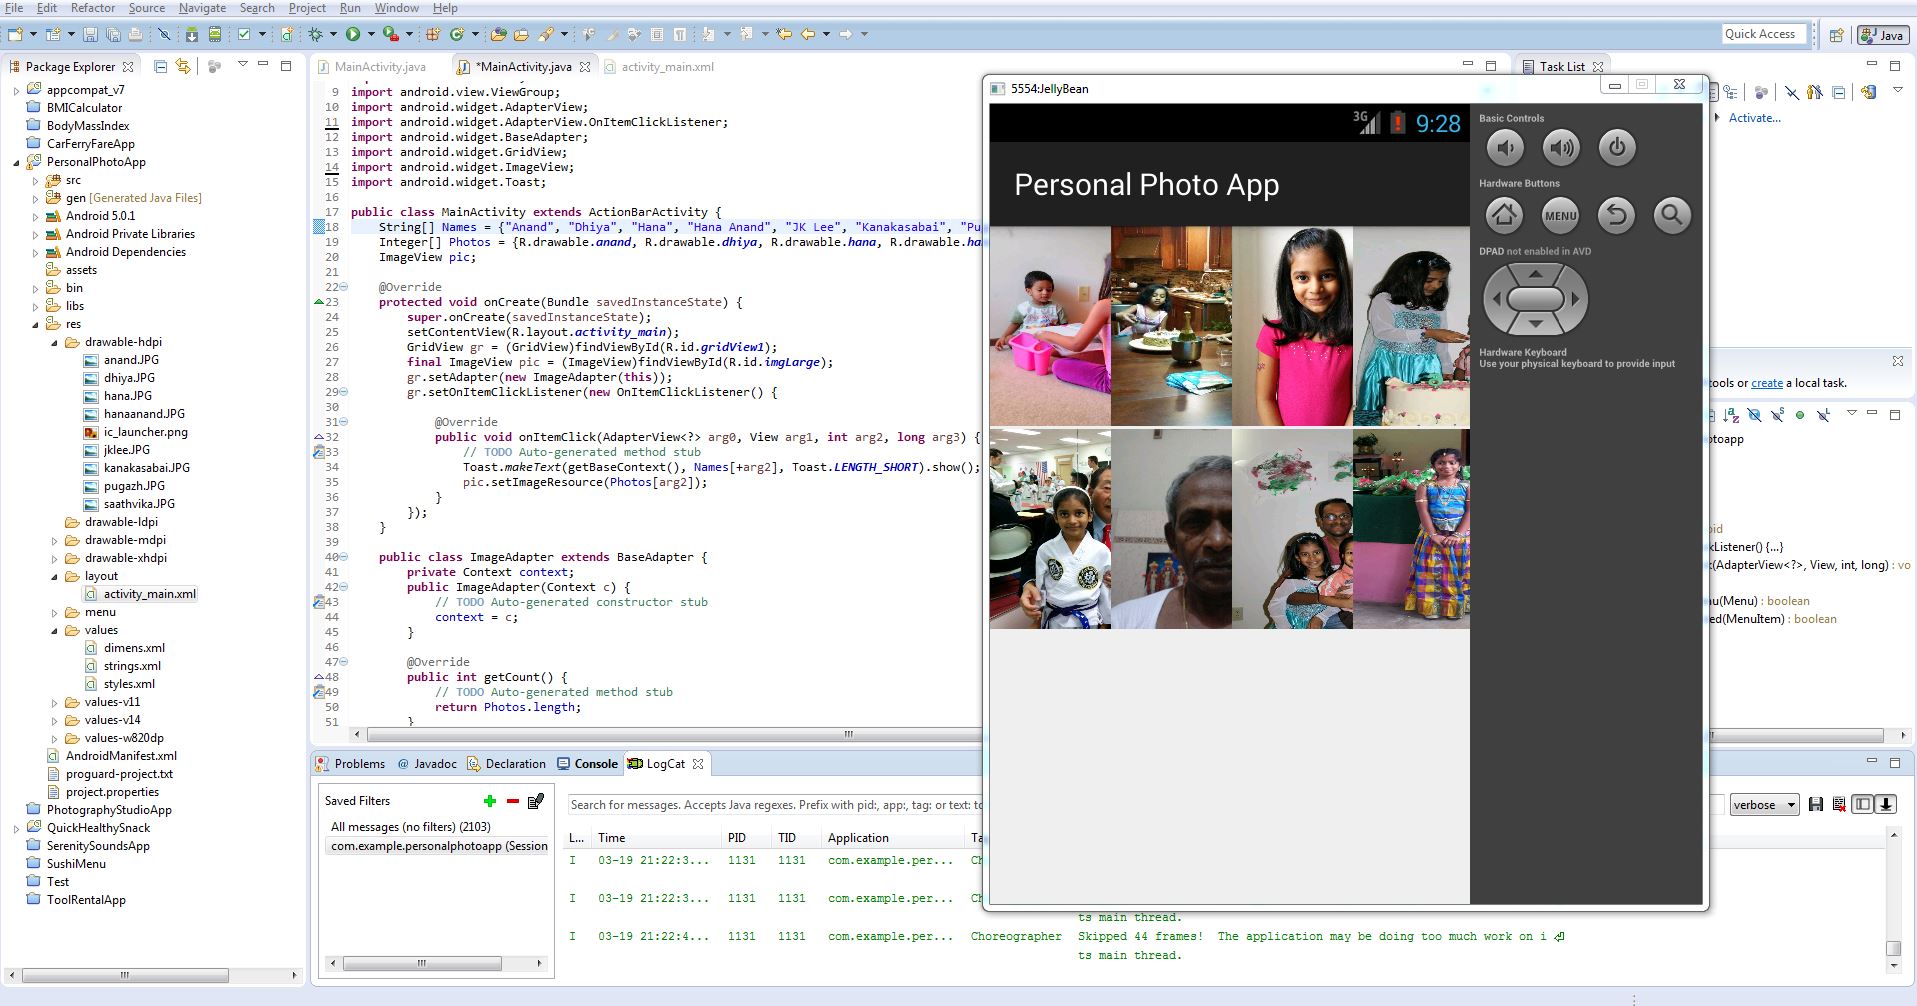 File Edit Refactor Source Navigate Search Project Run Window Help
Quick Access
Java
Package Explorer
appcompat_v7
BMICalculator
BodyMassIndex
CarFerryFareApp
PersonalPhotoApp
src
gen [Generated Java Files]
Android 5.0.1
Android Private Libraries
Android Dependencies
assets
bin
libs
res
drawable-hdpi
anand.JPG
dhiya.JPG
hana.JPG
hanaanand.JPG
ic_launcher.png
jklee.JPG
kanakasabai.JPG
pugazh.JPG
saathvika.JPG
drawable-ldpi
drawable-mdpi
drawable-xhdpi
layout
activity_main.xml
menu
values
dimens.xml
strings.xml
styles.xml
values-v11
values-v14
values-w820dp
AndroidManifest.xml
proguard-project.txt
project.properties
PhotographyStudioApp
QuickHealthySnack
SerenitySoundsApp
SushiMenu
Test
ToolRentalApp
MainActivity.java *MainActivity.java activity_main.xml
9 import android.view.ViewGroup;
10 import android.widget.AdapterView;
11 import android.widget.AdapterView.OnItemClickListener;
12 import android.widget.BaseAdapter;
13 import android.widget.GridView;
14 import android.widget.ImageView;
15 import android.widget.Toast;
16
17 public class MainActivity extends ActionBarActivity {
18 String[] Names = {"Anand", "Dhiya", "Hana", "Hana Anand", "JK Lee", "Kanakasabai", "Pu
19 Integer[] Photos = {R.drawable.anand, R.drawable.dhiya, R.drawable.hana, R.drawable.ha
20 ImageView pic;
21
22 @Override
23 protected void onCreate(Bundle savedInstanceState) {
24 super.onCreate(savedInstanceState);
25 setContentView(R.layout.activity_main);
26 GridView gr = (GridView)findViewById(R.id.gridView1);
27 final ImageView pic = (ImageView)findViewById(R.id.imgLarge);
28 gr.setAdapter(new ImageAdapter(this));
29 gr.setOnItemClickListener(new OnItemClickListener() {
30
31 @Override
32 public void onItemClick(AdapterView<?> arg0, View arg1, int arg2, long arg3) {
33 // TODO Auto-generated method stub
34 Toast.makeText(getBaseContext(), Names[+arg2], Toast.LENGTH_SHORT).show();
35 pic.setImageResource(Photos[arg2]);
36 }
37 });
38 }
39
40 public class ImageAdapter extends BaseAdapter {
41 private Context context;
42 public ImageAdapter(Context c) {
43 // TODO Auto-generated constructor stub
44 context = c;
45 }
46
47 @Override
48 public int getCount() {
49 // TODO Auto-generated method stub
50 return Photos.length;
51 }
5554:JellyBean
3G 9:28
Personal Photo App
Basic Controls
Hardware Buttons
MENU
DPAD not enabled in AVD
Hardware Keyboard
Use your physical keyboard to provide input
Task List
Activate...
tools or create a local task.
otoapp
oid
kListener() {...}
(AdapterView<?>, View, int, long) : vo
nu(Menu) : boolean
ed(MenuItem) : boolean
Problems @ Javadoc Declaration Console LogCat
Saved Filters
All messages (no filters) (2103)
com.example.personalphotoapp (Session
Search for messages. Accepts Java regexes. Prefix with pid:, app:, tag: or text: to
verbose
L... Time PID TID Application Ta
I 03-19 21:22:3... 1131 1131 com.example.per... Ch
I 03-19 21:22:3... 1131 1131 com.example.per... Ch
ts main thread.
I 03-19 21:22:4... 1131 1131 com.example.per... Choreographer Skipped 44 frames! The application may be doing too much work on i
ts main thread.